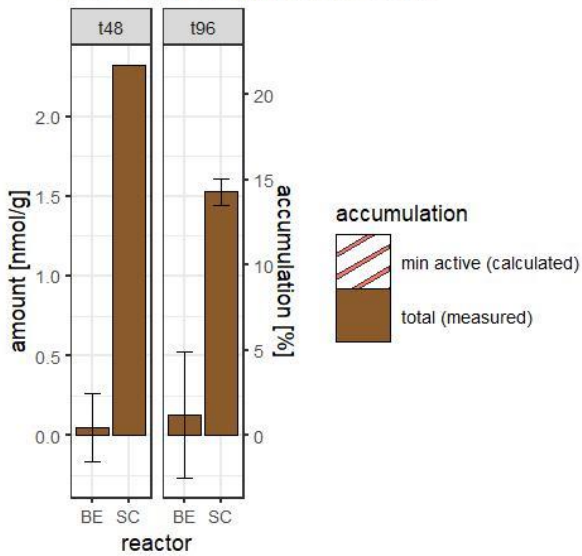 t48 t96
amount [nmol/g]
2.0
1.5
1.0
0.5
0.0
20
15
10
5
0
accumulation [%]
BE SC BE SC
reactor
accumulation
min active (calculated)
total (measured)